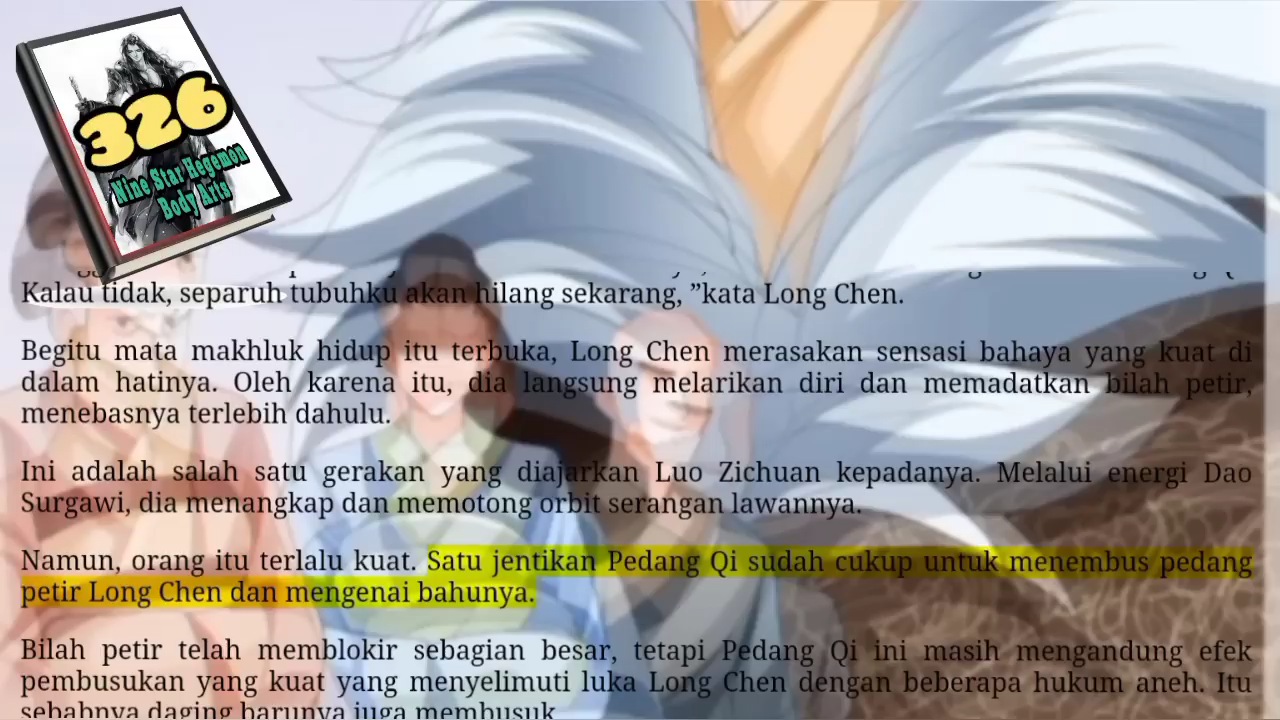 326
Nine Star Hegemon
Body Arts
Kalau tidak, separuh tubuhku akan hilang sekarang, ”kata Long Chen.
Begitu mata makhluk hidup itu terbuka, Long Chen merasakan sensasi bahaya yang kuat di
dalam hatinya. Oleh karena itu, dia langsung melarikan diri dan memadatkan bilah petir,
menebasnya terlebih dahulu.
Ini adalah salah satu gerakan yang diajarkan Luo Zichuan kepadanya. Melalui energi Dao
Surgawi, dia menangkap dan memotong orbit serangan lawannya.
Namun, orang itu terlalu kuat. Satu jentikan Pedang Qi sudah cukup untuk menembus pedang
petir Long Chen dan mengenai bahunya.
Bilah petir telah memblokir sebagian besar, tetapi Pedang Qi ini masih mengandung efek
pembusukan yang kuat yang menyelimuti luka Long Chen dengan beberapa hukum aneh. Itu
sebabnya daging barunya juga membusuk